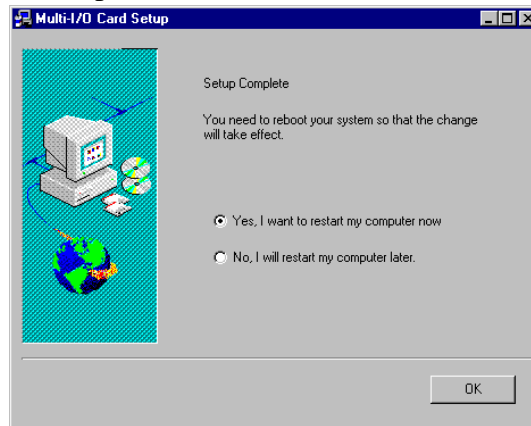 Multi-I/O Card Setup
Setup Complete
You need to reboot your system so that the change
will take effect.
Yes, I want to restart my computer now
No, I will restart my computer later.
OK